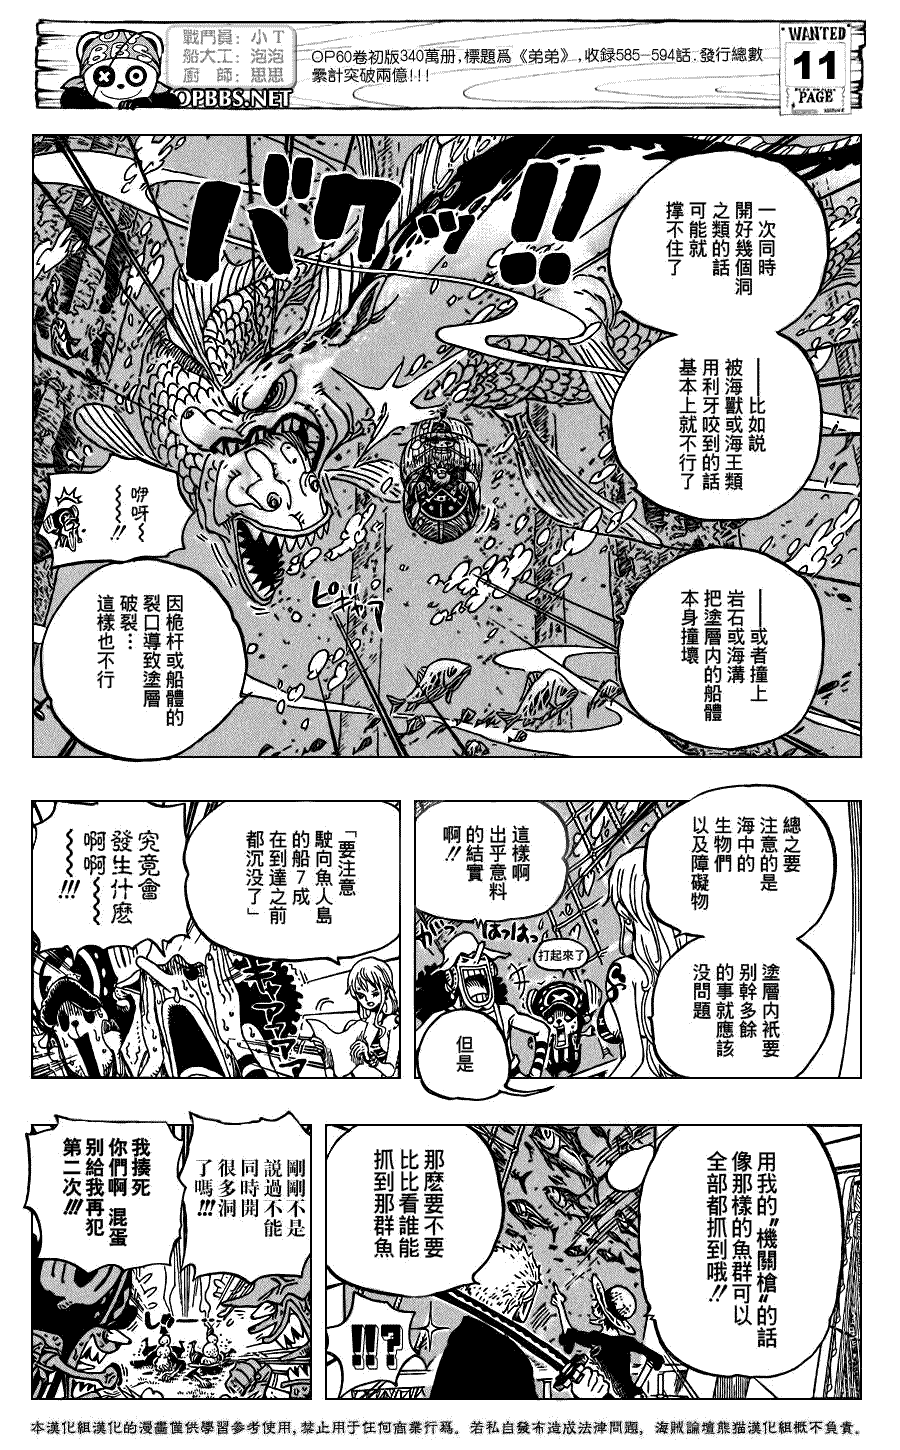 戰鬥員：小T
船大工：泡泡
廚　師：思思
OPBBS.NET
OP60卷初版340萬册，標題爲《弟弟》，收録585-594話．發行總數
纍計突破兩億!!!
WANTED
11
PAGE
バクッ!!
一次同時
開好幾個洞
之類的話
可能就
撑不住了
——比如説
被海獸或海王類
用利牙咬到的話
基本上就不行了
——或者撞上
岩石或海溝
把塗層内的船體
本身撞壞
咿呀~
~~!!
ピギャァ
因桅杆或船體的
裂口導致塗層
破裂…
這樣也不行
總之要
注意的是
海中的
生物們
以及障礙物
塗層内衹要
别幹多餘
的事就應該
没問題
這樣啊
出乎意料
的結實
啊!!
打起來了
はっはっ
但是
「要注意
駛向魚人島
的船7成
在到達之前
都沉没了」
究竟會
發生什麽
啊啊~
~~!!!
ギャアアア
用我的"機關槍"的話
像那樣的魚群可以
全部都抓到哦!!
那麽要不要
比比看誰能
抓到那群魚
!!?
剛剛不是
説過不能
同時開
很多洞
了嗎!!!
我揍死
你們啊 混蛋
别給我再犯
第二次!!!
本漢化組漢化的漫畫僅供學習參考使用，禁止用于任何商業行爲。若私自發布造成法律問題，海賊論壇熊猫漢化組概不負責。